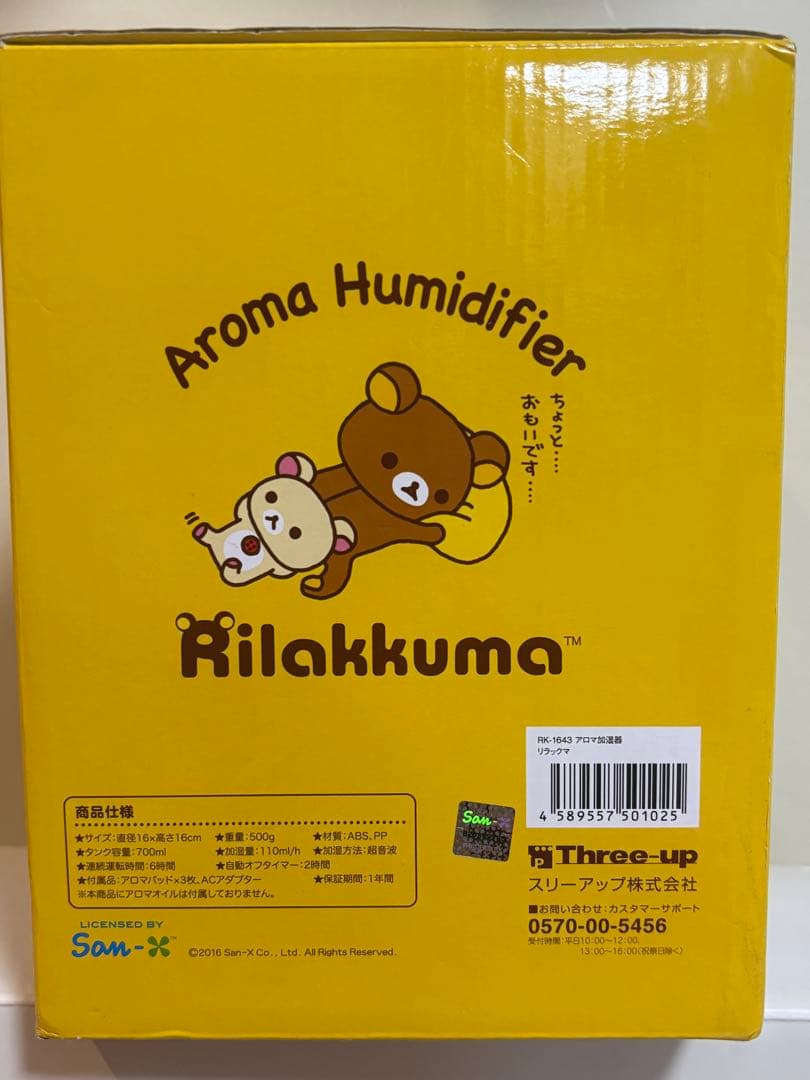 Aroma Humidifier
ちょっと……
おもいです……
Rilakkuma™
RK-1643 アロマ加湿器
リラックマ
4 589557 501025
商品仕様
★サイズ:直径16×高さ16cm ★重量:500g ★材質:ABS、PP
★タンク容量:700ml ★加湿量:110ml/h ★加湿方法:超音波
★連続運転時間:6時間 ★自動オフタイマー:2時間
★付属品:アロマパッド×3枚、ACアダプター ★保証期間:1年間
※本商品にアロマオイルは付属しておりません。
San-
Three-up
スリーアップ株式会社
■お問い合わせ:カスタマーサポート
0570-00-5456
受付時間:平日10:00〜12:00、
13:00〜16:00(祝祭日除く)
LICENSED BY
San-X™
©2016 San-X Co., Ltd. All Rights Reserved.